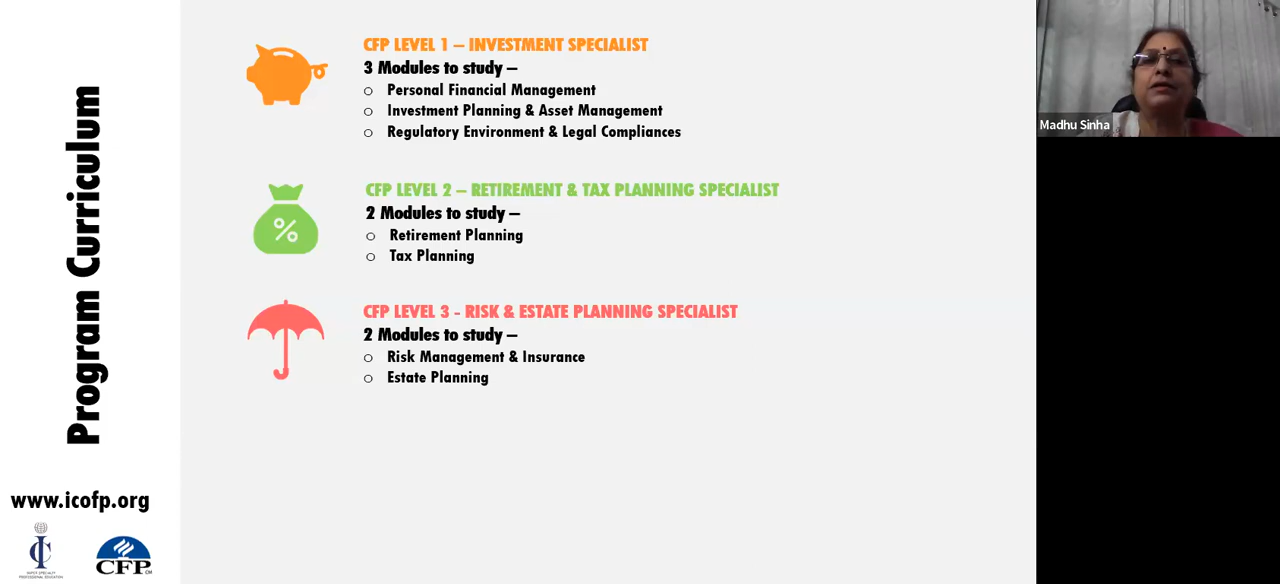 Program Curriculum
www.icofp.org
CFP
CFP LEVEL 1 – INVESTMENT SPECIALIST
3 Modules to study –
o Personal Financial Management
o Investment Planning & Asset Management
o Regulatory Environment & Legal Compliances
%
CFP LEVEL 2 – RETIREMENT & TAX PLANNING SPECIALIST
2 Modules to study –
o Retirement Planning
o Tax Planning
CFP LEVEL 3 - RISK & ESTATE PLANNING SPECIALIST
2 Modules to study –
o Risk Management & Insurance
o Estate Planning
Madhu Sinha